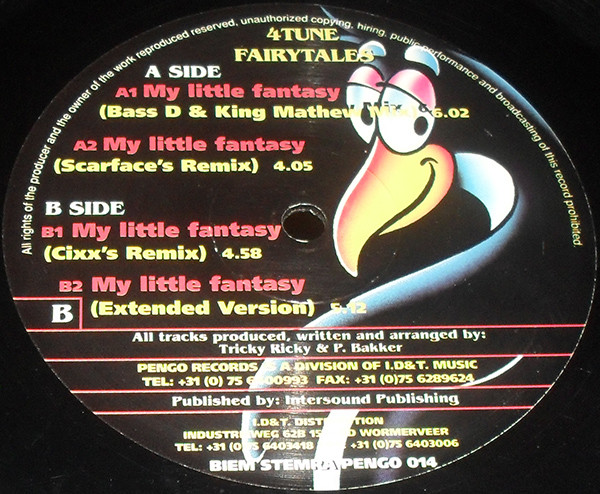 All rights of the producer and the owner of the work reproduced reserved, unauthorized copying, hiring, public performance and broadcasting of this record prohibited.
4TUNE
FAIRYTALES
A SIDE
A1 My little fantasy
(Bass D & King Mathew Mix) 6.02
A2 My little fantasy
(Scarface's Remix) 4.05
B SIDE
B1 My little fantasy
(Cixx's Remix) 4.58
B2 My little fantasy
(Extended Version) 5.12
B
All tracks produced, written and arranged by:
Tricky Ricky & P. Bakker
PENGO RECORDS IS A DIVISION OF I.D&T. MUSIC
TEL: +31 (0) 75 6400993 FAX: +31 (0)75 6289624
Published by: Intersound Publishing
I.D&T. DISTRIBUTION
INDUSTRIEWEG 62B WORMERVEER
TEL: +31 (0) 75 6403418 +31 (0)75 6403006
BIEM STEMRA PENGO 014